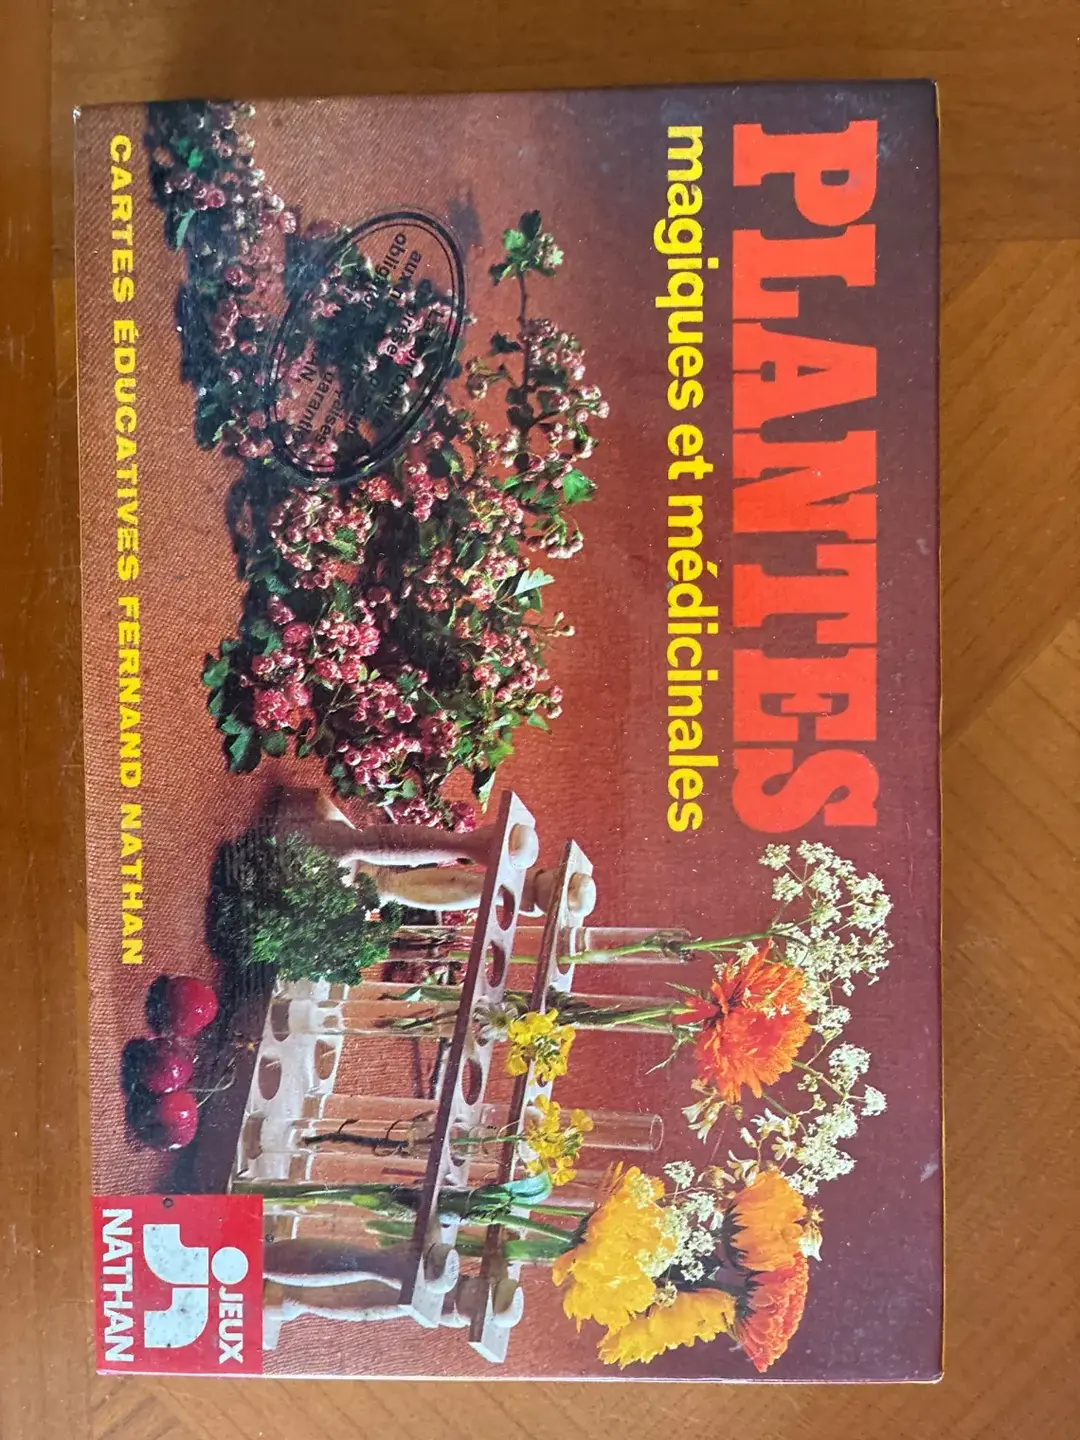 PLANTES
magiques et médicinales
CARTES ÉDUCATIVES FERNAND NATHAN
JEUX
NATHAN